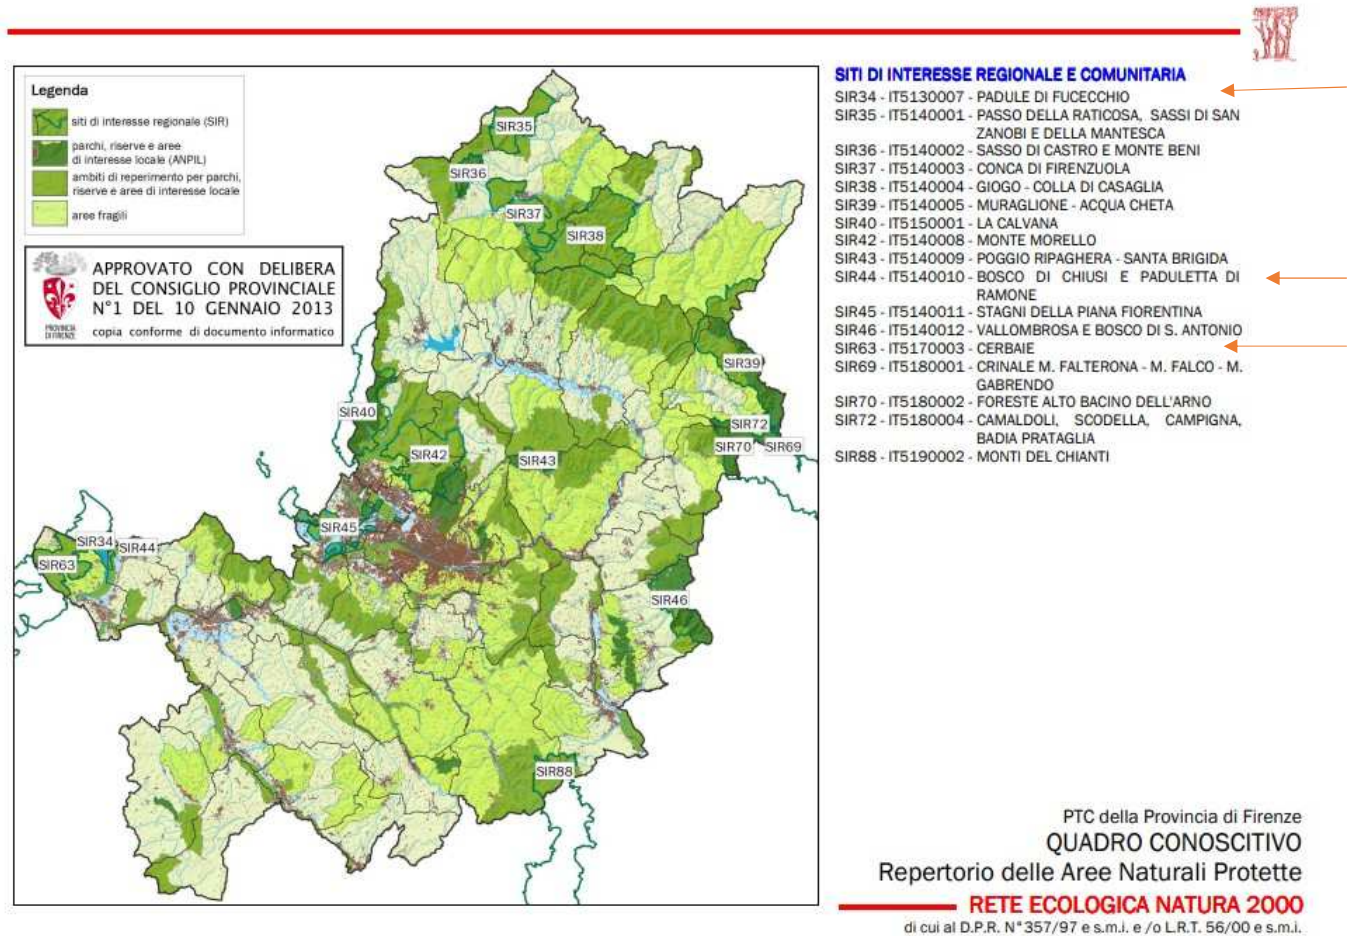 Legenda
siti di interesse regionale (SIR)
parchi, riserve e aree
di interesse locale (ANPIL)
ambiti di reperimento per parchi,
riserve e aree di interesse locale
aree fragili
PROVINCIA
DI FIRENZE
APPROVATO CON DELIBERA
DEL CONSIGLIO PROVINCIALE
N°1 DEL 10 GENNAIO 2013
copia conforme di documento informatico
SIR35
SIR36
SIR37
SIR38
SIR39
SIR40
SIR72
SIR42
SIR43
SIR70
SIR69
SIR45
SIR34
SIR44
SIR63
SIR46
SIR88
SITI DI INTERESSE REGIONALE E COMUNITARIA
SIR34 - IT5130007 - PADULE DI FUCECCHIO
SIR35 - IT5140001 - PASSO DELLA RATICOSA, SASSI DI SAN
ZANOBI E DELLA MANTESCA
SIR36 - IT5140002 - SASSO DI CASTRO E MONTE BENI
SIR37 - IT5140003 - CONCA DI FIRENZUOLA
SIR38 - IT5140004 - GIOGO - COLLA DI CASAGLIA
SIR39 - IT5140005 - MURAGLIONE - ACQUA CHETA
SIR40 - IT5150001 - LA CALVANA
SIR42 - IT5140008 - MONTE MORELLO
SIR43 - IT5140009 - POGGIO RIPAGHERA - SANTA BRIGIDA
SIR44 - IT5140010 - BOSCO DI CHIUSI E PADULETTA DI
RAMONE
SIR45 - IT5140011 - STAGNI DELLA PIANA FIORENTINA
SIR46 - IT5140012 - VALLOMBROSA E BOSCO DI S. ANTONIO
SIR63 - IT5170003 - CERBAIE
SIR69 - IT5180001 - CRINALE M. FALTERONA - M. FALCO - M.
GABRENDO
SIR70 - IT5180002 - FORESTE ALTO BACINO DELL'ARNO
SIR72 - IT5180004 - CAMALDOLI, SCODELLA, CAMPIGNA,
BADIA PRATAGLIA
SIR88 - IT5190002 - MONTI DEL CHIANTI
PTC della Provincia di Firenze
QUADRO CONOSCITIVO
Repertorio delle Aree Naturali Protette
RETE ECOLOGICA NATURA 2000
di cui al D.P.R. N°357/97 e s.m.i. e /o L.R.T. 56/00 e s.m.i.